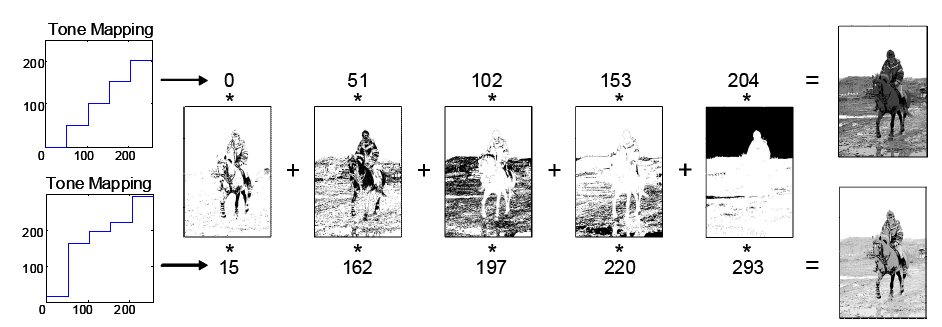 Tone Mapping
200
100
0 100 200
0 51 102 153 204 =
* * * * *
+ + + +
* * * * *
15 162 197 220 293 =
Tone Mapping
200
100
0 100 200